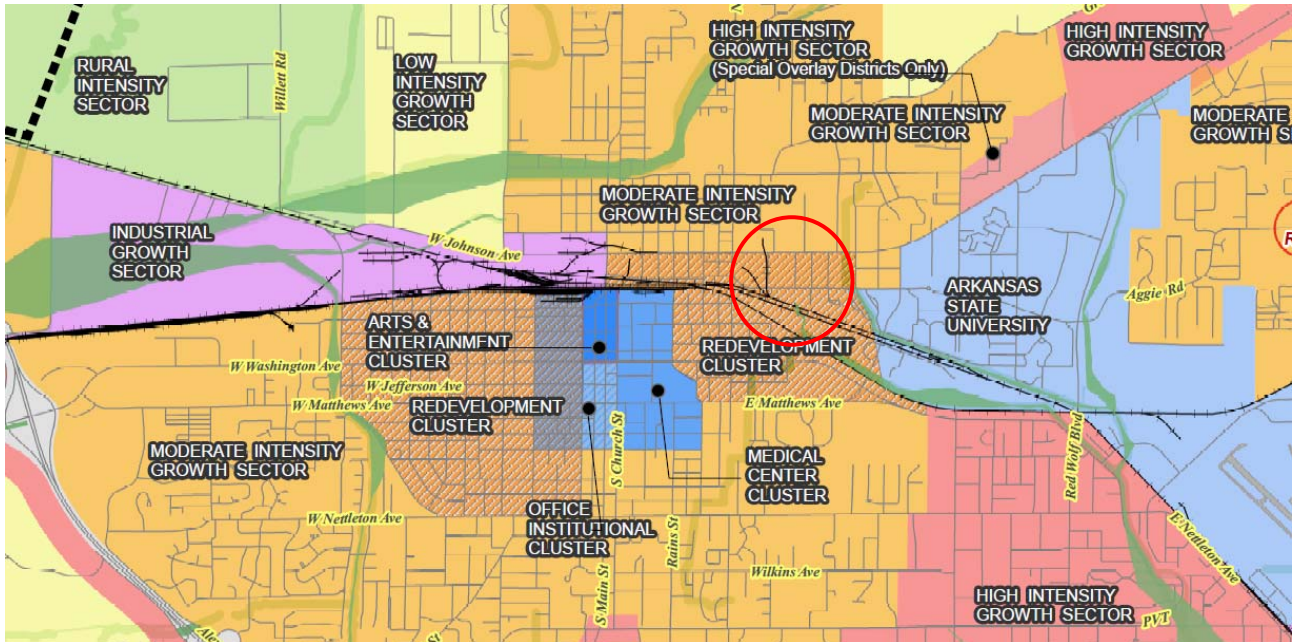 RURAL
INTENSITY
SECTOR
Willett Rd
LOW
INTENSITY
GROWTH
SECTOR
HIGH INTENSITY
GROWTH SECTOR
(Special Overlay Districts Only)
HIGH INTENSITY
GROWTH SECTOR
MODERATE INTENSITY
GROWTH SECTOR
MODERATE
GROWTH
MODERATE INTENSITY
GROWTH SECTOR
INDUSTRIAL
GROWTH
SECTOR
W Johnson Ave
ARKANSAS
STATE
UNIVERSITY
Aggie Rd
R
ARTS &
ENTERTAINMENT
CLUSTER
REDEVELOPMENT
CLUSTER
W Washington Ave
W Jefferson Ave
W Matthews Ave
REDEVELOPMENT
CLUSTER
E Matthews Ave
S Church St
MODERATE INTENSITY
GROWTH SECTOR
MEDICAL
CENTER
CLUSTER
Red Wolf Blvd
OFFICE
INSTITUTIONAL
CLUSTER
W Nettleton Ave
Rains St
E Nettleton Ave
Wilkins Ave
S Main St
HIGH INTENSITY
GROWTH SECTOR
PVT
St